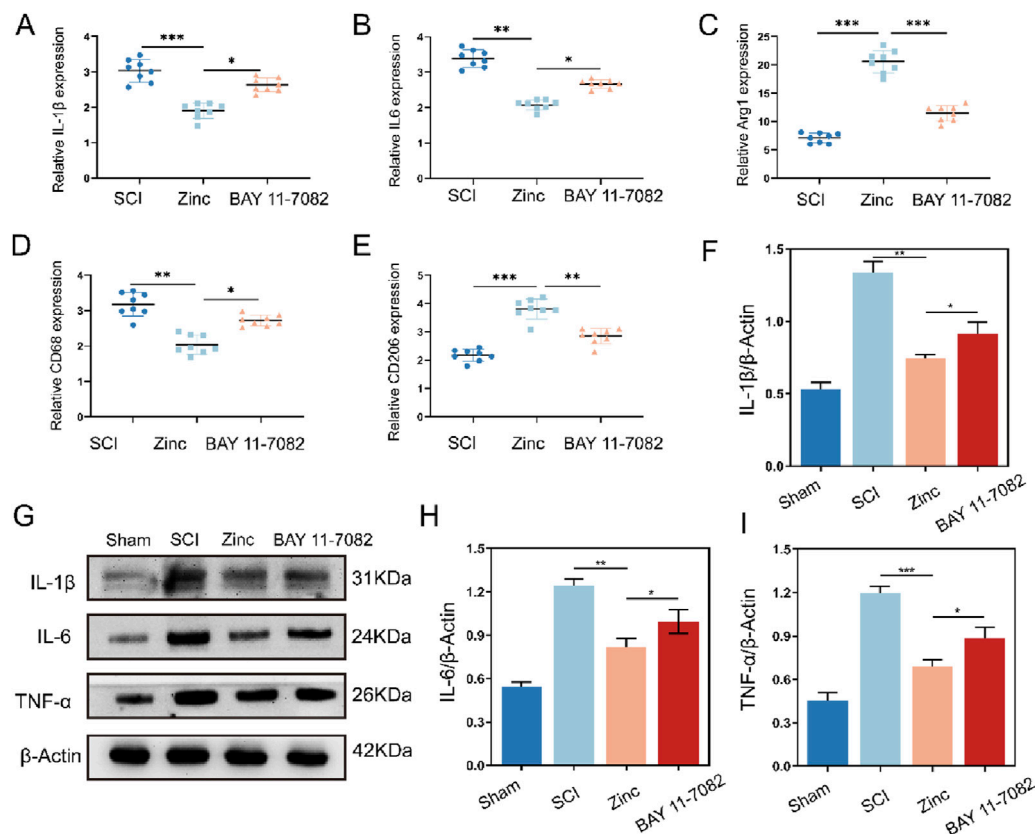 A
Relative IL-1β expression
4
3
2
1
0
***
*
SCI
Zinc
BAY 11-7082
B
Relative IL6 expression
4
3
2
1
0
**
*
SCI
Zinc
BAY 11-7082
C
Relative Arg1 expression
25
20
15
10
5
0
***
***
SCI
Zinc
BAY 11-7082
D
Relative CD68 expression
4
3
2
1
0
**
*
SCI
Zinc
BAY 11-7082
E
Relative CD206 expression
5
4
3
2
1
0
***
**
SCI
Zinc
BAY 11-7082
F
IL-1β/β-Actin
1.5
1.0
0.5
0.0
**
*
Sham
SCI
Zinc
BAY 11-7082
G
Sham SCI Zinc BAY 11-7082
IL-1β 31KDa
IL-6 24KDa
TNF-α 26KDa
β-Actin 42KDa
H
IL-6/β-Actin
1.5
1.2
0.9
0.6
0.3
0.0
**
*
Sham
SCI
Zinc
BAY 11-7082
I
TNF-α/β-Actin
1.5
1.2
0.9
0.6
0.3
0.0
***
*
Sham
SCI
Zinc
BAY 11-7082